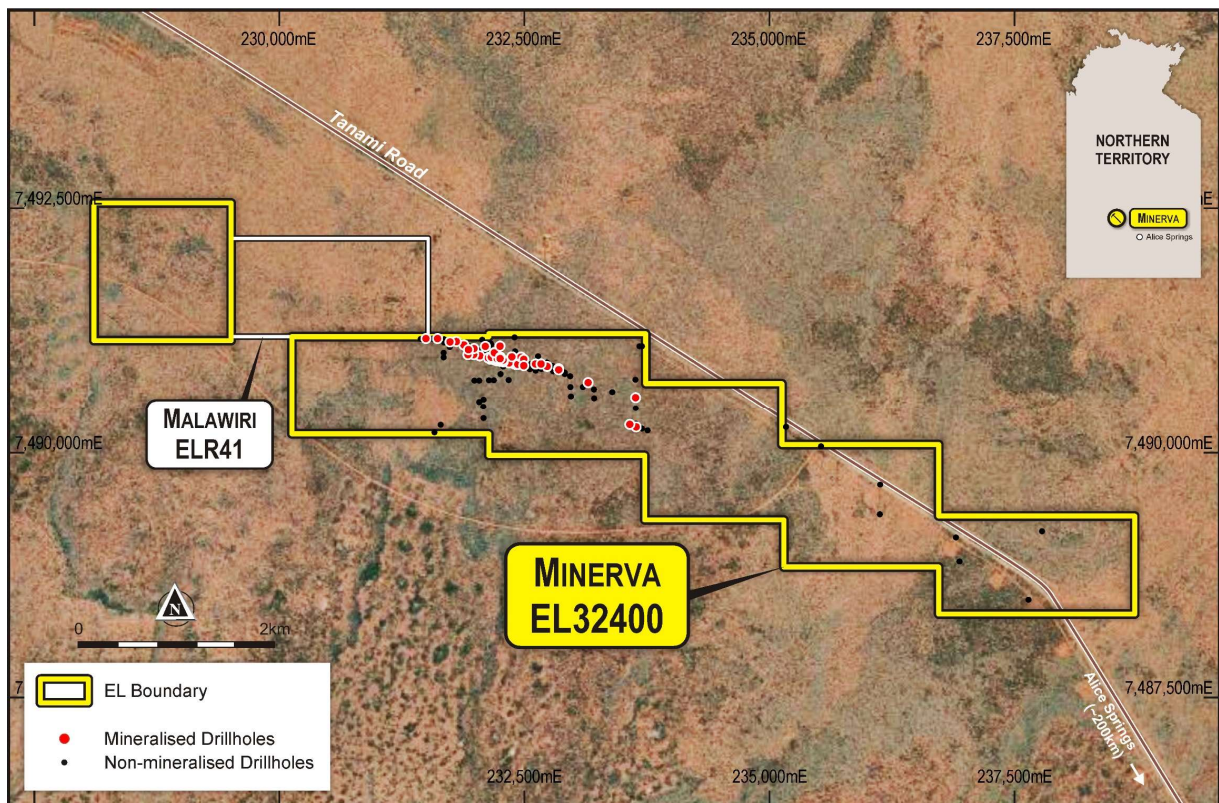 230,000mE
232,500mE
235,000mE
237,500mE
NORTHERN
TERRITORY
MINERVA
Alice Springs
Tanami Road
7,492,500mE
mE
MALAWIRI
ELR41
7,490,000mE
MINERVA
EL32400
N
0
2km
EL Boundary
Mineralised Drillholes
Non-mineralised Drillholes
7,487,500mE
Alice Springs
(~200km)
232,500mE
235,000mE
237,500mE